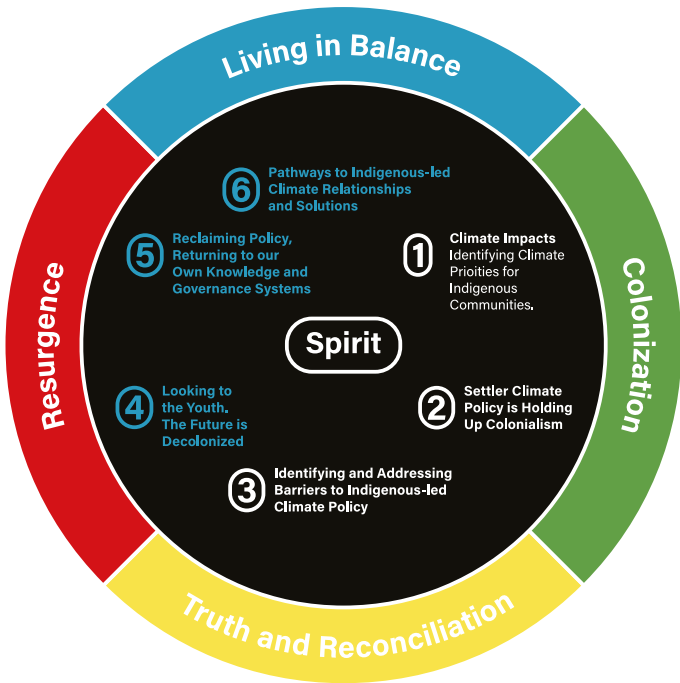 Living in Balance
6
Pathways to Indigenous-led
Climate Relationships
and Solutions
5
Reclaiming Policy,
Returning to our
Own Knowledge and
Governance Systems
1
Climate Impacts
Identifying Climate
Prioities for
Indigenous
Communities.
Resurgence
Spirit
Colonization
4
Looking to
the Youth.
The Future is
Decolonized
2
Settler Climate
Policy is Holding
Up Colonialism
3
Identifying and Addressing
Barriers to Indigenous-led
Climate Policy
Truth and Reconciliation